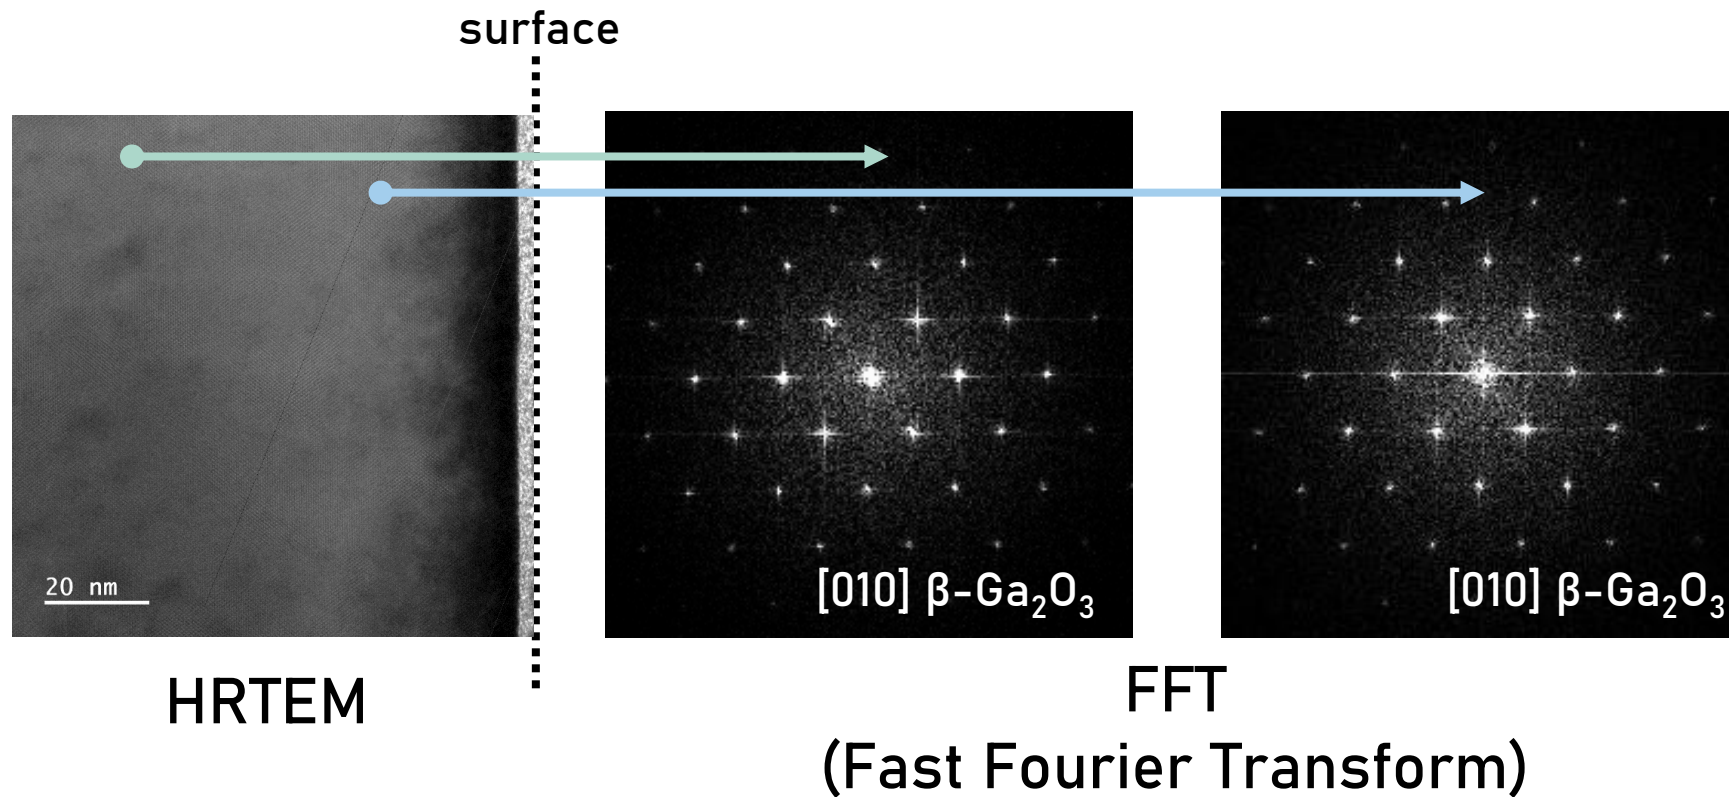 surface
20 nm
[010] β-Ga₂O₃
[010] β-Ga₂O₃
HRTEM
FFT
(Fast Fourier Transform)